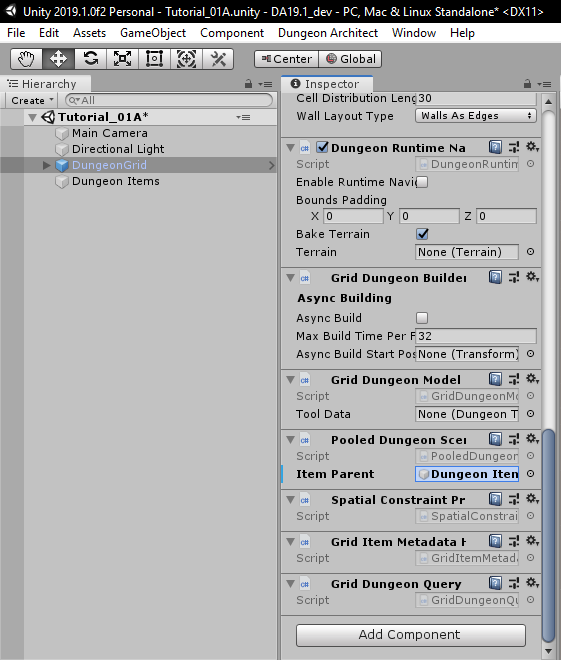 Unity 2019.1.0f2 Personal - Tutorial_01A.unity - DA19.1_dev - PC, Mac & Linux Standalone* <DX11>
File Edit Assets GameObject Component Dungeon Architect Window Help
Center Global
Hierarchy
Create All
Tutorial_01A*
Main Camera
Directional Light
DungeonGrid
Dungeon Items
Inspector
Cell Distribution Leng 30
Wall Layout Type Walls As Edges
Dungeon Runtime Na
Script DungeonRuntim
Enable Runtime Navig
Bounds Padding
X 0 Y 0 Z 0
Bake Terrain
Terrain None (Terrain)
Grid Dungeon Builder
Async Building
Async Build
Max Build Time Per F 32
Async Build Start Pos None (Transform)
Grid Dungeon Model
Script GridDungeonMo
Tool Data None (Dungeon T
Pooled Dungeon Scen
Script PooledDungeon
Item Parent Dungeon Iten
Spatial Constraint Pr
Script SpatialConstrai
Grid Item Metadata H
Script GridItemMetada
Grid Dungeon Query
Script GridDungeonQu
Add Component